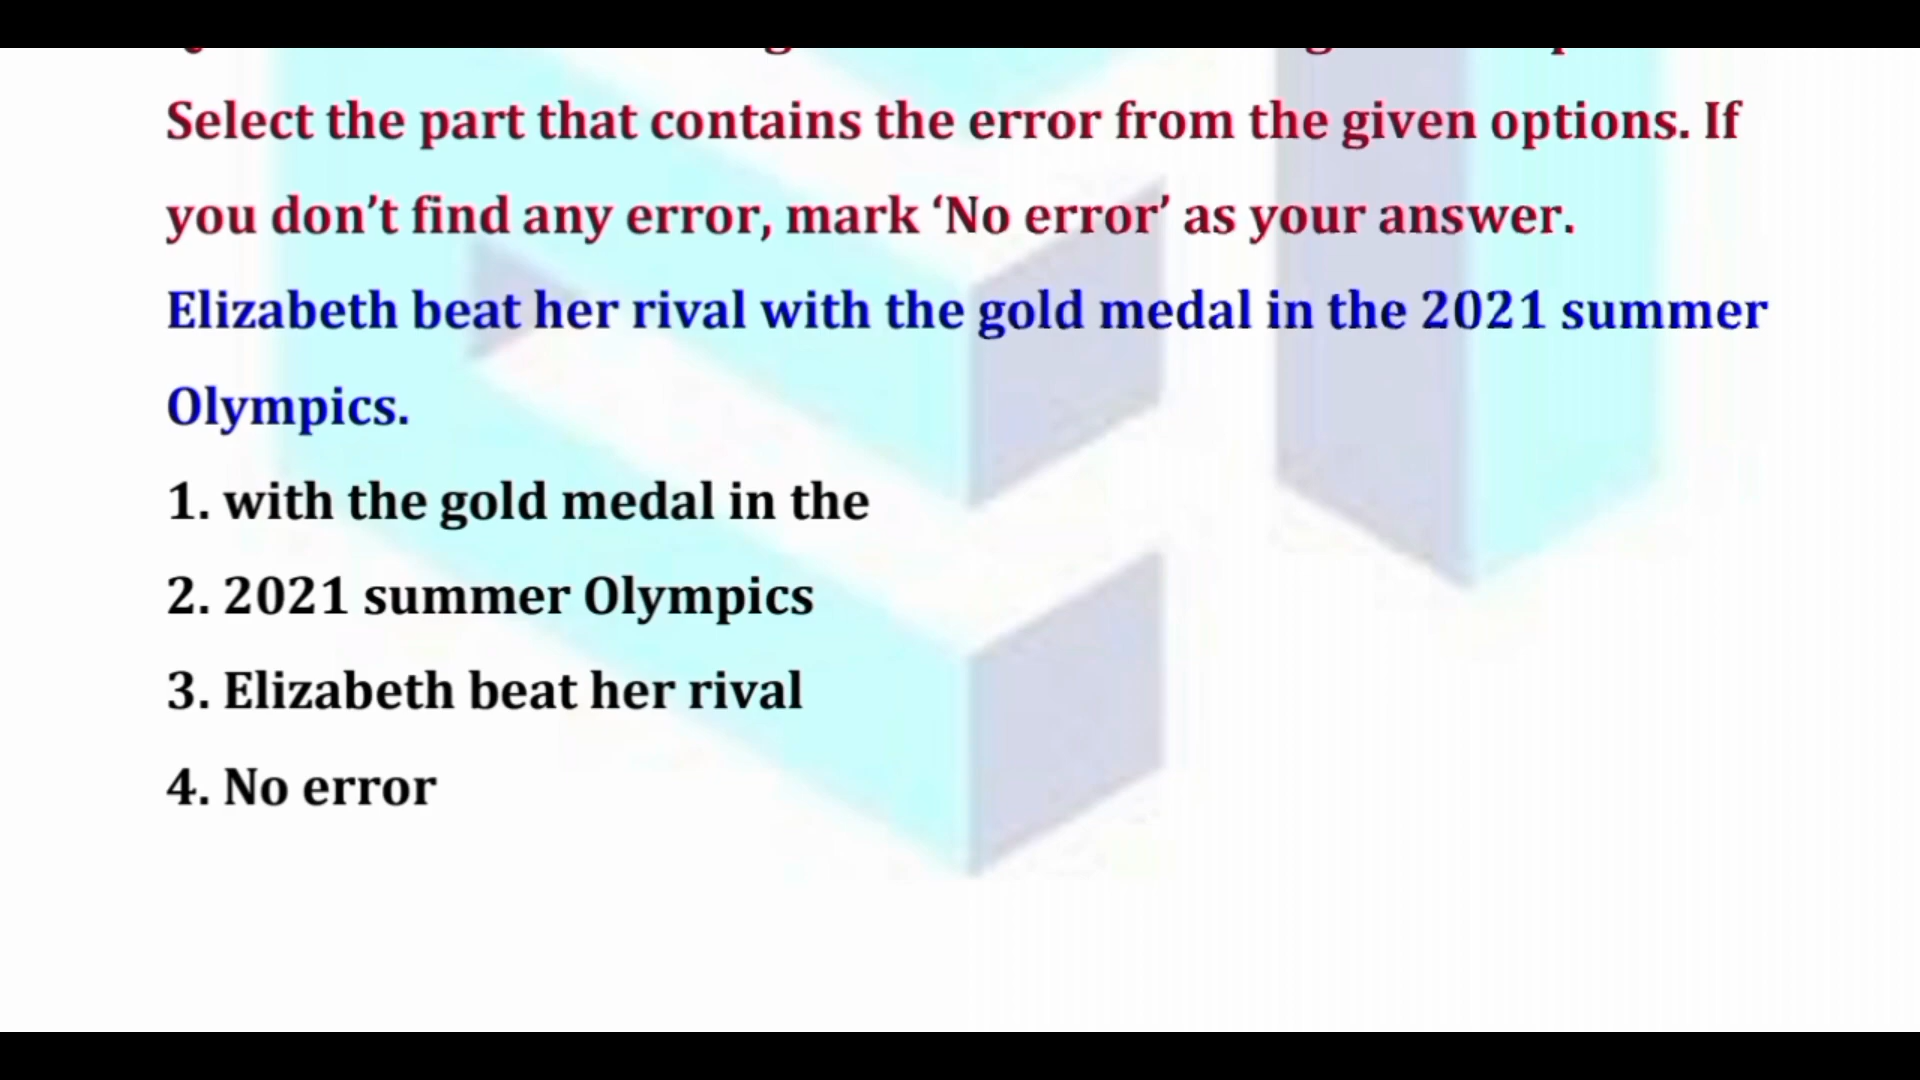 Select the part that contains the error from the given options. If
you don’t find any error, mark ‘No error’ as your answer.
Elizabeth beat her rival with the gold medal in the 2021 summer
Olympics.
1. with the gold medal in the
2. 2021 summer Olympics
3. Elizabeth beat her rival
4. No error